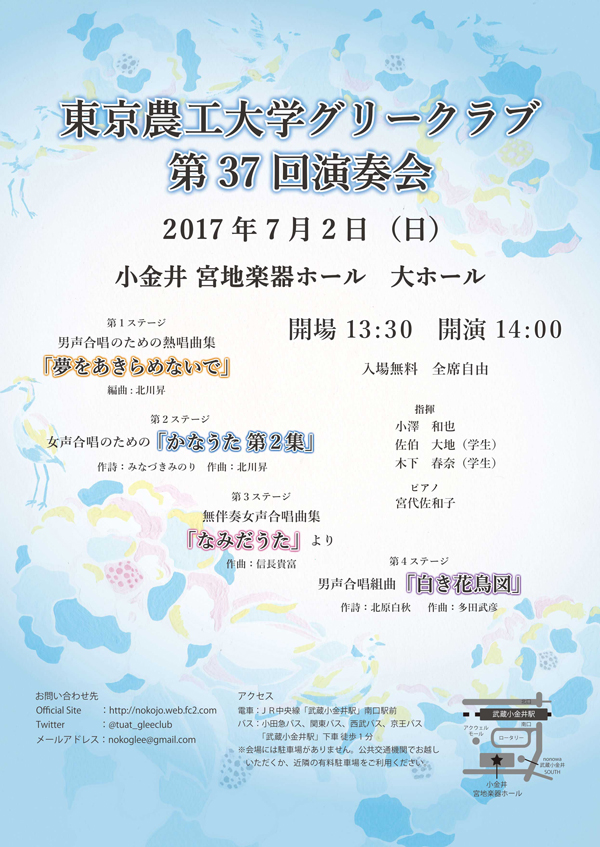 東京農工大学グリークラブ
第37回演奏会
2017年7月2日（日）
小金井 宮地楽器ホール　大ホール
開場 13:30　開演 14:00
入場無料　全席自由
第１ステージ
男声合唱のための熱唱曲集
「夢をあきらめないで」
編曲：北川昇
第２ステージ
女声合唱のための「かなうた 第２集」
作詩：みなづきみのり　作曲：北川昇
第３ステージ
無伴奏女声合唱曲集
「なみだうた」より
作曲：信長貴富
第４ステージ
男声合唱組曲「白き花鳥図」
作詩：北原白秋　作曲：多田武彦
指揮
小澤　和也
佐伯　大地（学生）
木下　春奈（学生）
ピアノ
宮代佐和子
お問い合わせ先
Official Site　：http://nokojo.web.fc2.com
Twitter　：@tuat_gleeclub
メールアドレス：nokoglee@gmail.com
アクセス
電車：ＪＲ中央線「武蔵小金井駅」南口駅前
バス：小田急バス、関東バス、西武バス、京王バス
「武蔵小金井駅」下車 徒歩１分
※会場には駐車場がありません。公共交通機関でお越し
いただくか、近隣の有料駐車場をご利用ください。
北口
武蔵小金井駅
南口
アクウェル
モール
ロータリー
nonowa
武蔵小金井
SOUTH
小金井
宮地楽器ホール